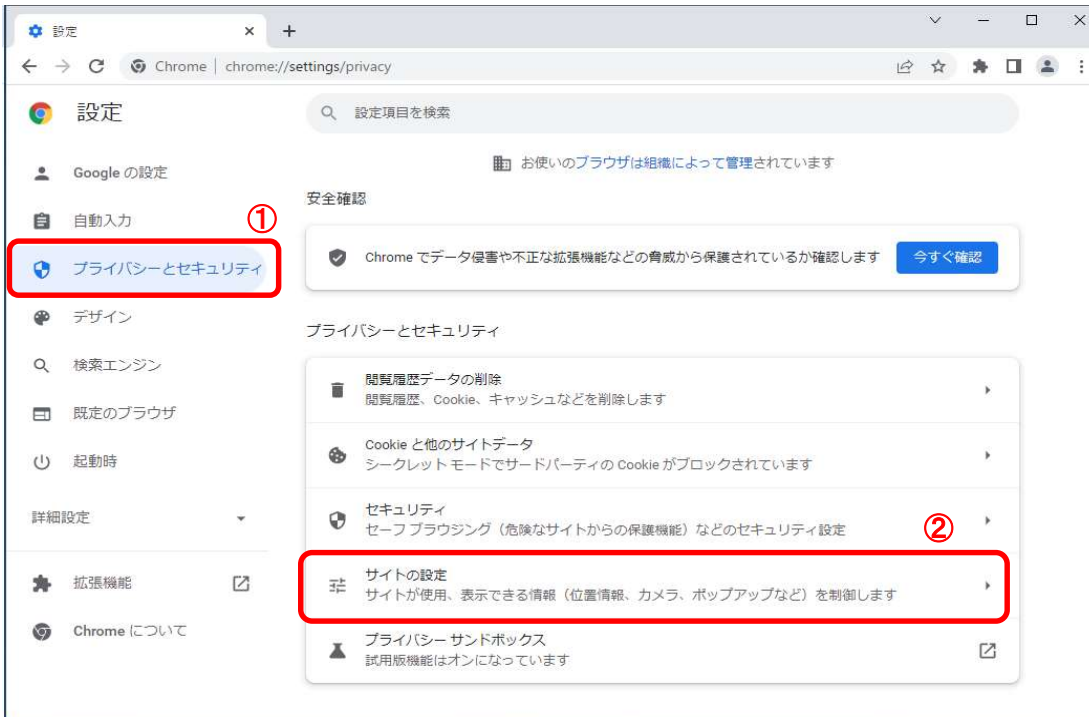 設定
Chrome | chrome://settings/privacy
設定
設定項目を検索
Google の設定
自動入力
①
プライバシーとセキュリティ
デザイン
検索エンジン
既定のブラウザ
起動時
詳細設定
拡張機能
Chrome について
お使いのブラウザは組織によって管理されています
安全確認
Chrome でデータ侵害や不正な拡張機能などの脅威から保護されているか確認します
今すぐ確認
プライバシーとセキュリティ
閲覧履歴データの削除
閲覧履歴、Cookie、キャッシュなどを削除します
Cookie と他のサイトデータ
シークレット モードでサードパーティの Cookie がブロックされています
セキュリティ
セーフ ブラウジング（危険なサイトからの保護機能）などのセキュリティ設定
②
サイトの設定
サイトが使用、表示できる情報（位置情報、カメラ、ポップアップなど）を制御します
プライバシー サンドボックス
試用版機能はオンになっています